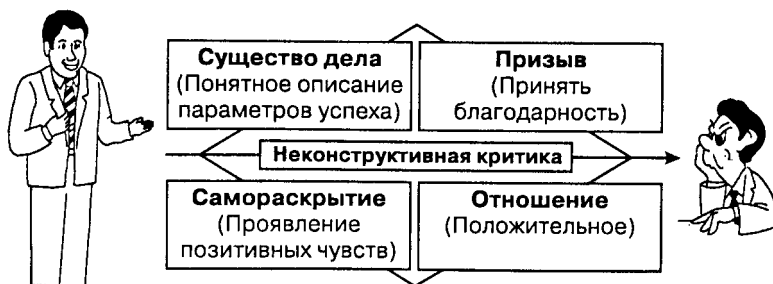 Существо дела
(Понятное описание
параметров успеха)
Призыв
(Принять
благодарность)
Неконструктивная критика
Самораскрытие
(Проявление
позитивных чувств)
Отношение
(Положительное)